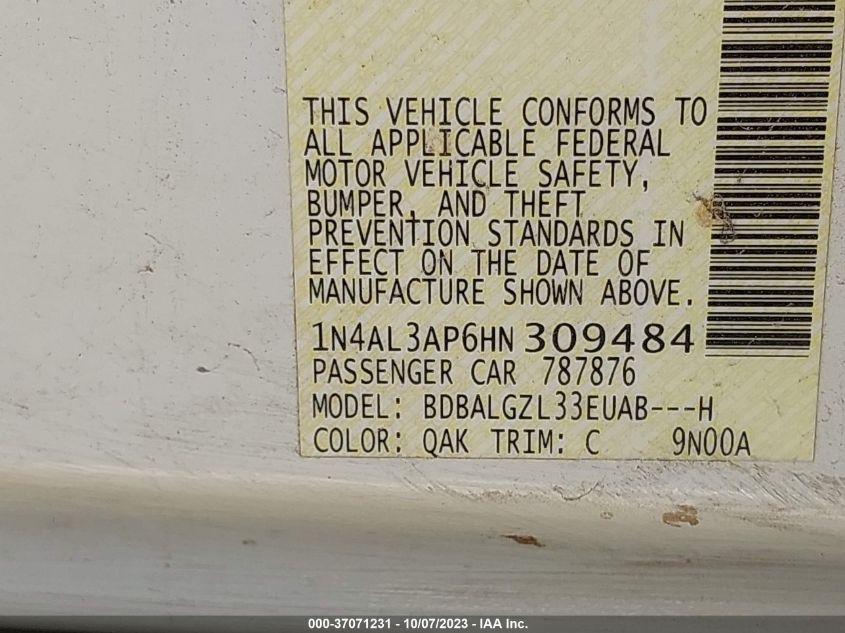 THIS VEHICLE CONFORMS TO
ALL APPLICABLE FEDERAL
MOTOR VEHICLE SAFETY,
BUMPER, AND THEFT
PREVENTION STANDARDS IN
EFFECT ON THE DATE OF
MANUFACTURE SHOWN ABOVE.
1N4AL3AP6HN 309484
PASSENGER CAR 787876
MODEL: BDBALGZL33EUAB---H
COLOR: QAK TRIM: C 9N00A
000-37071231 - 10/07/2023 - IAA Inc.